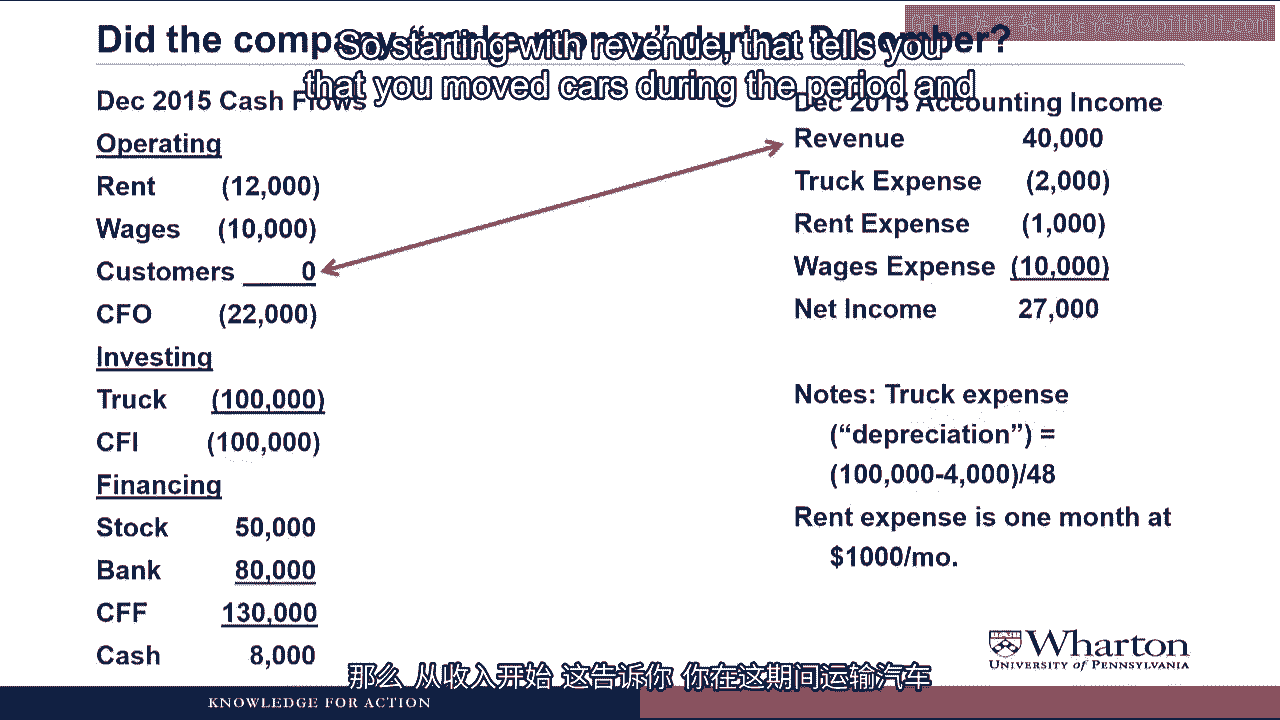 Did the company "make money" during December?
So starting with revenue, that tells you
that you moved cars during the period and
Dec 2015 Cash Flows
Operating
Rent (12,000)
Wages (10,000)
Customers 0
CFO (22,000)
Investing
Truck (100,000)
CFI (100,000)
Financing
Stock 50,000
Bank 80,000
CFF 130,000
Cash 8,000
Dec 2015 Accounting Income
Revenue 40,000
Truck Expense (2,000)
Rent Expense (1,000)
Wages Expense (10,000)
Net Income 27,000
Notes: Truck expense
("depreciation") =
(100,000-4,000)/48
Rent expense is one month at
$1000/mo.
Wharton
UNIVERSITY of PENNSYLVANIA
那么 从收入开始 这告诉你 你在这期间运输汽车
KNOWLEDGE FOR ACTION